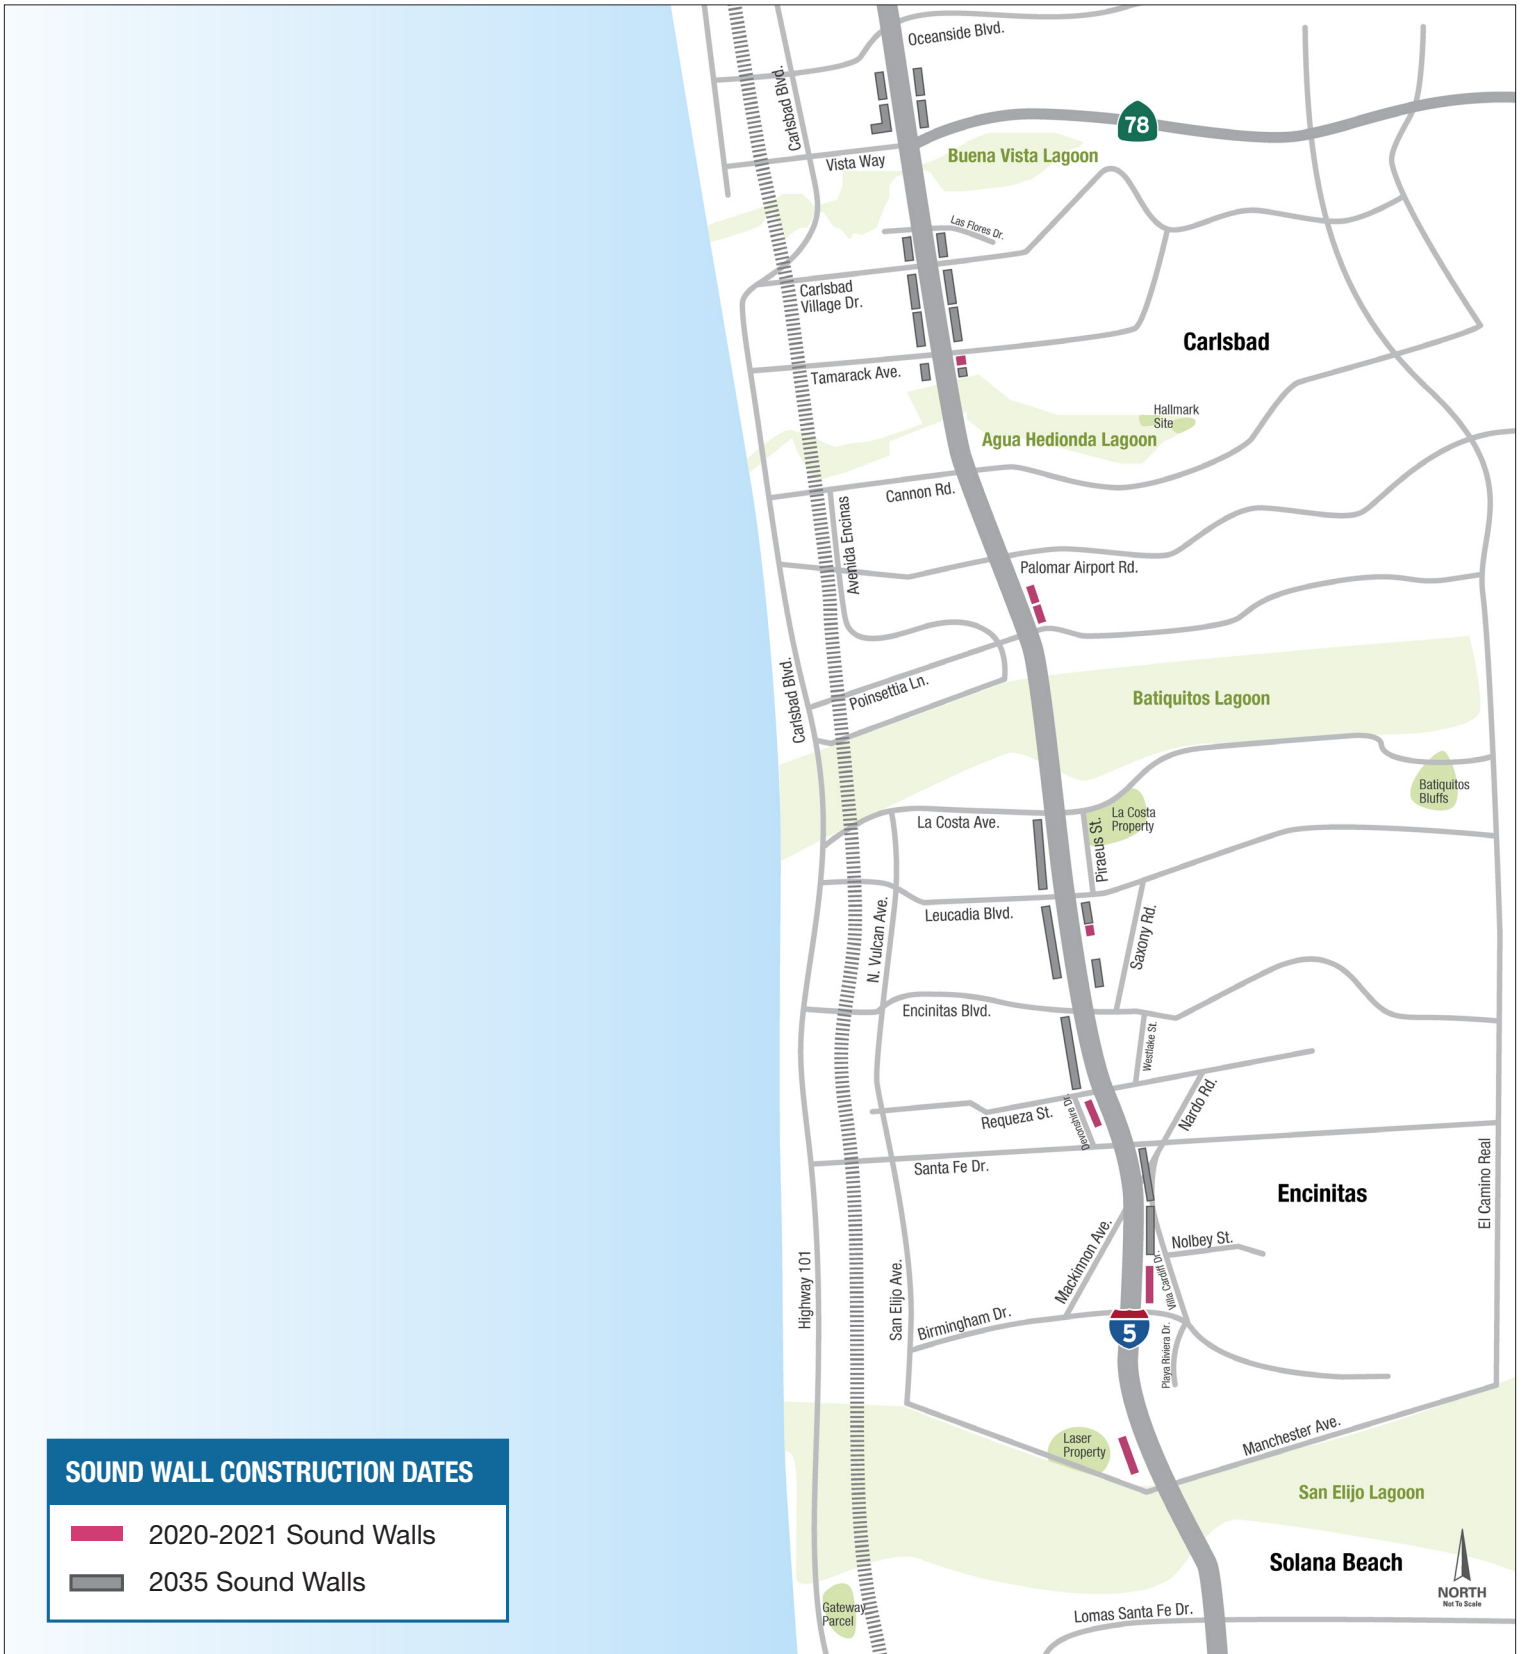 Oceanside Blvd.
Carlsbad Blvd.
78
Vista Way
Buena Vista Lagoon
Las Flores Dr.
Carlsbad
Village Dr.
Carlsbad
Tamarack Ave.
Hallmark
Site
Agua Hedionda Lagoon
Cannon Rd.
Avenida Encinas
Palomar Airport Rd.
Carlsbad Blvd.
Poinsettia Ln.
Batiquitos Lagoon
Batiquitos
Bluffs
La Costa Ave.
La Costa
Property
Piraeus St.
Leucadia Blvd.
N. Vulcan Ave.
Saxony Rd.
Encinitas Blvd.
Westlake St.
Requeza St.
Devonshire Dr.
Nardo Rd.
Santa Fe Dr.
Encinitas
El Camino Real
Mackinnon Ave.
Nolbey St.
Villa Cardiff Dr.
Highway 101
San Elijo Ave.
Birmingham Dr.
5
Playa Riviera Dr.
Laser
Property
Manchester Ave.
San Elijo Lagoon
Solana Beach
NORTH
Not To Scale
Gateway
Parcel
Lomas Santa Fe Dr.
SOUND WALL CONSTRUCTION DATES
2020-2021 Sound Walls
2035 Sound Walls